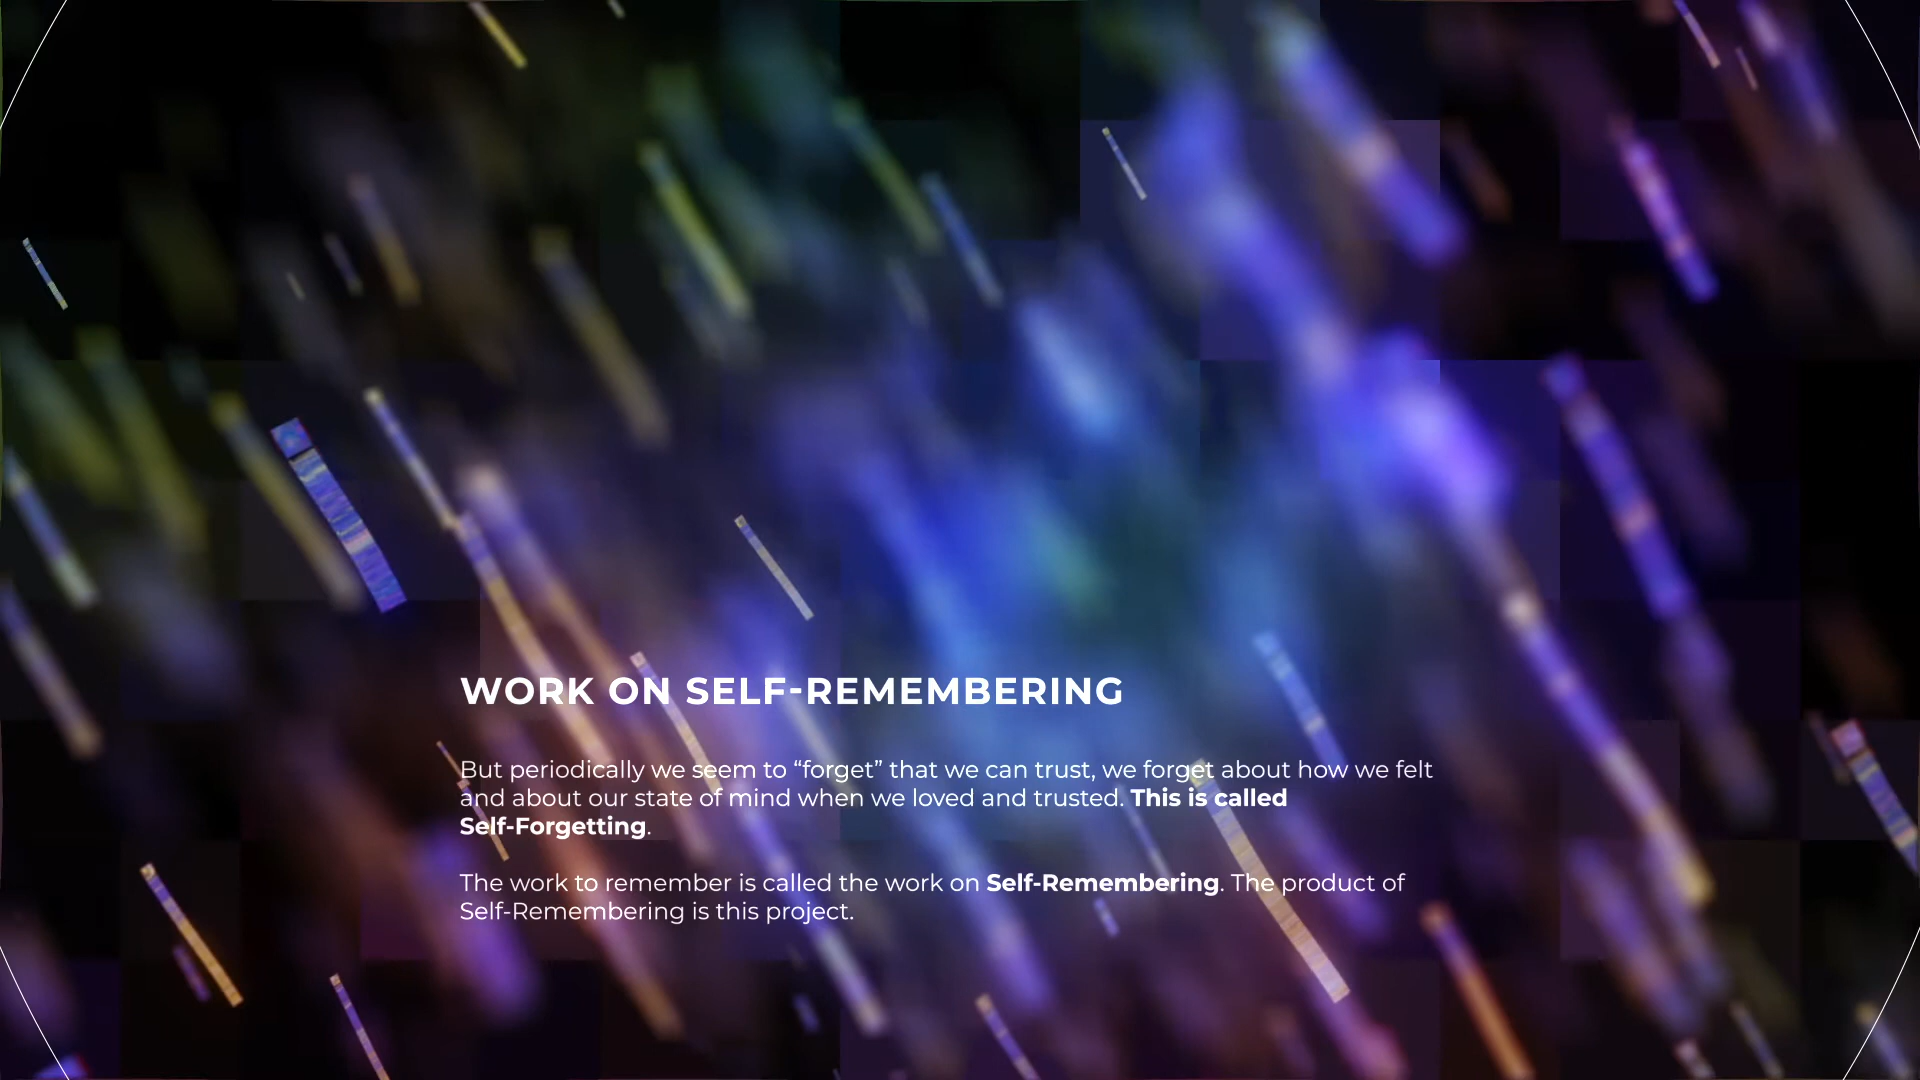 WORK ON SELF-REMEMBERING
But periodically we seem to “forget” that we can trust, we forget about how we felt
and about our state of mind when we loved and trusted. This is called
Self-Forgetting.
The work to remember is called the work on Self-Remembering. The product of
Self-Remembering is this project.